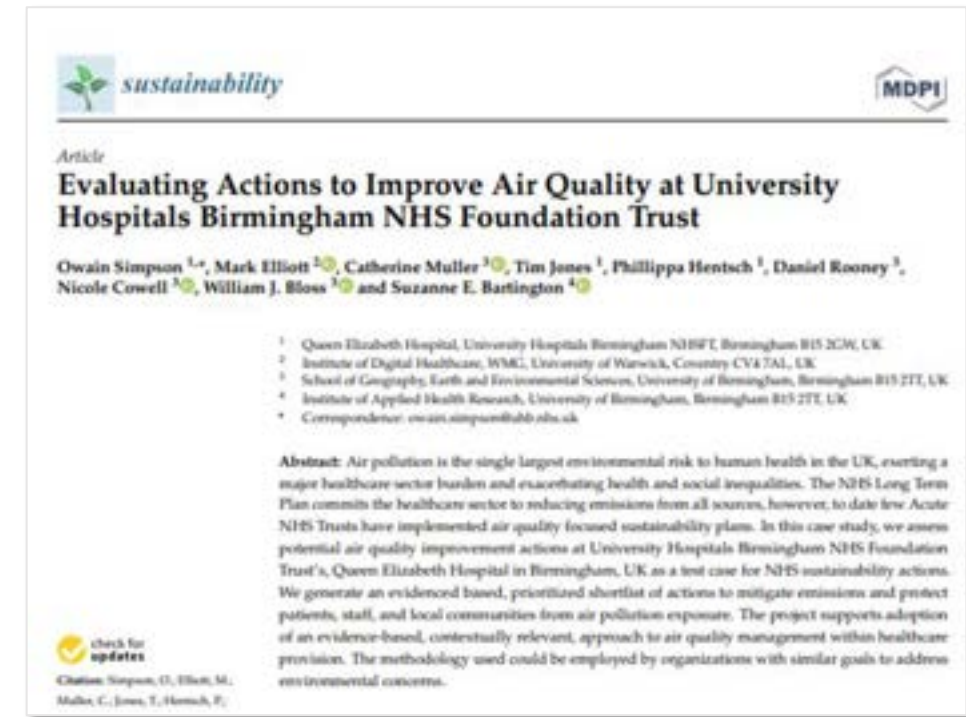 sustainability
MDPI
Article
Evaluating Actions to Improve Air Quality at University
Hospitals Birmingham NHS Foundation Trust
Owain Simpson 1,*, Mark Elliott 2, Catherine Muller 3, Tim Jones 1, Phillippa Hentsch 1, Daniel Rooney 3,
Nicole Cowell 3, William J. Bloss 3 and Suzanne E. Bartington 4
1 Queen Elizabeth Hospital, University Hospitals Birmingham NHSFT, Birmingham B15 2GW, UK
2 Institute of Digital Healthcare, WMG, University of Warwick, Coventry CV4 7AL, UK
3 School of Geography, Earth and Environmental Sciences, University of Birmingham, Birmingham B15 2TT, UK
4 Institute of Applied Health Research, University of Birmingham, Birmingham B15 2TT, UK
* Correspondence: owain.simpson@uhb.nhs.uk
Abstract: Air pollution is the single largest environmental risk to human health in the UK, exerting a
major healthcare sector burden and exacerbating health and social inequalities. The NHS Long Term
Plan commits the healthcare sector to reducing emissions from all sources, however, to date few Acute
NHS Trusts have implemented air quality focused sustainability plans. In this case study, we assess
potential air quality improvement actions at University Hospitals Birmingham NHS Foundation
Trust's, Queen Elizabeth Hospital in Birmingham, UK as a test case for NHS sustainability actions.
We generate an evidenced based, prioritized shortlist of actions to mitigate emissions and protect
patients, staff, and local communities from air pollution exposure. The project supports adoption
of an evidence-based, contextually relevant, approach to air quality management within healthcare
provision. The methodology used could be employed by organizations with similar goals to address
environmental concerns.
check for
updates
Citation: Simpson, O.; Elliott, M.;
Muller, C.; Jones, T.; Hentsch, P.;